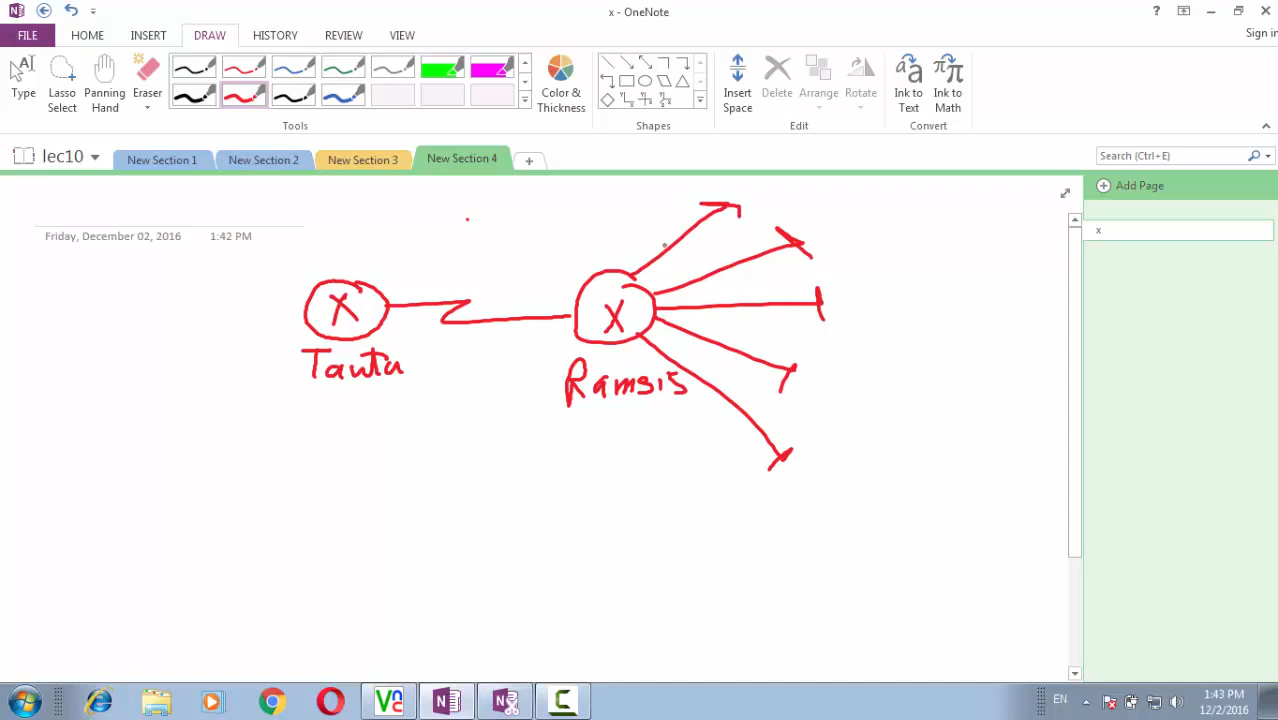 x - OneNote
?
Sign in
FILE HOME INSERT DRAW HISTORY REVIEW VIEW
Type
Lasso Select
Panning Hand
Eraser
Color & Thickness
Insert Space
Delete
Arrange
Rotate
Ink to Text
Ink to Math
Tools
Shapes
Edit
Convert
lec10
New Section 1
New Section 2
New Section 3
New Section 4
Search (Ctrl+E)
Add Page
x
Friday, December 02, 2016 1:42 PM
X
X
Tanta
Ramsis
EN
1:43 PM
12/2/2016